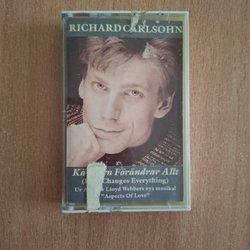 RICHARD CARLSOHN
Förändrar Allt
Changes Everything)
Ur Lloyd Webbers nya musikal
"Aspects Of Love"